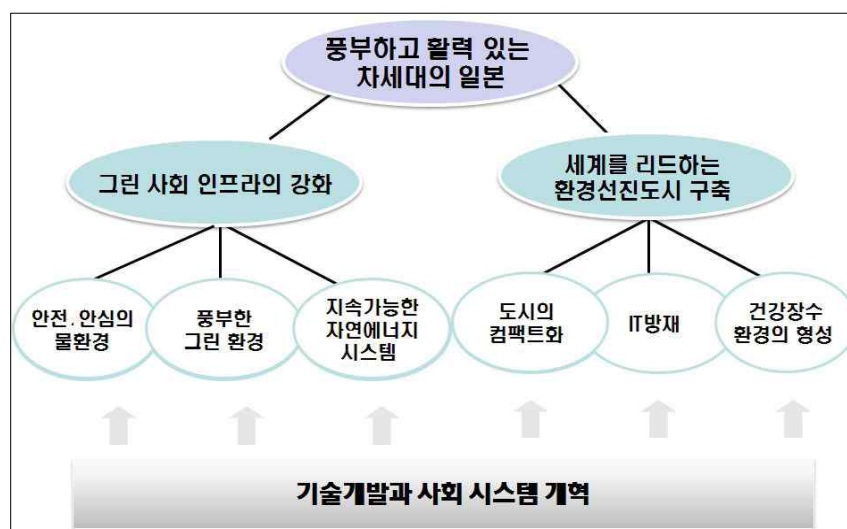 풍부하고 활력 있는
차세대의 일본
그린 사회 인프라의 강화
세계를 리드하는
환경선진도시 구축
안전·안심의
물환경
풍부한
그린 환경
지속가능한
자연에너지
시스템
도시의
컴팩트화
IT방재
건강장수
환경의 형성
기술개발과 사회 시스템 개혁